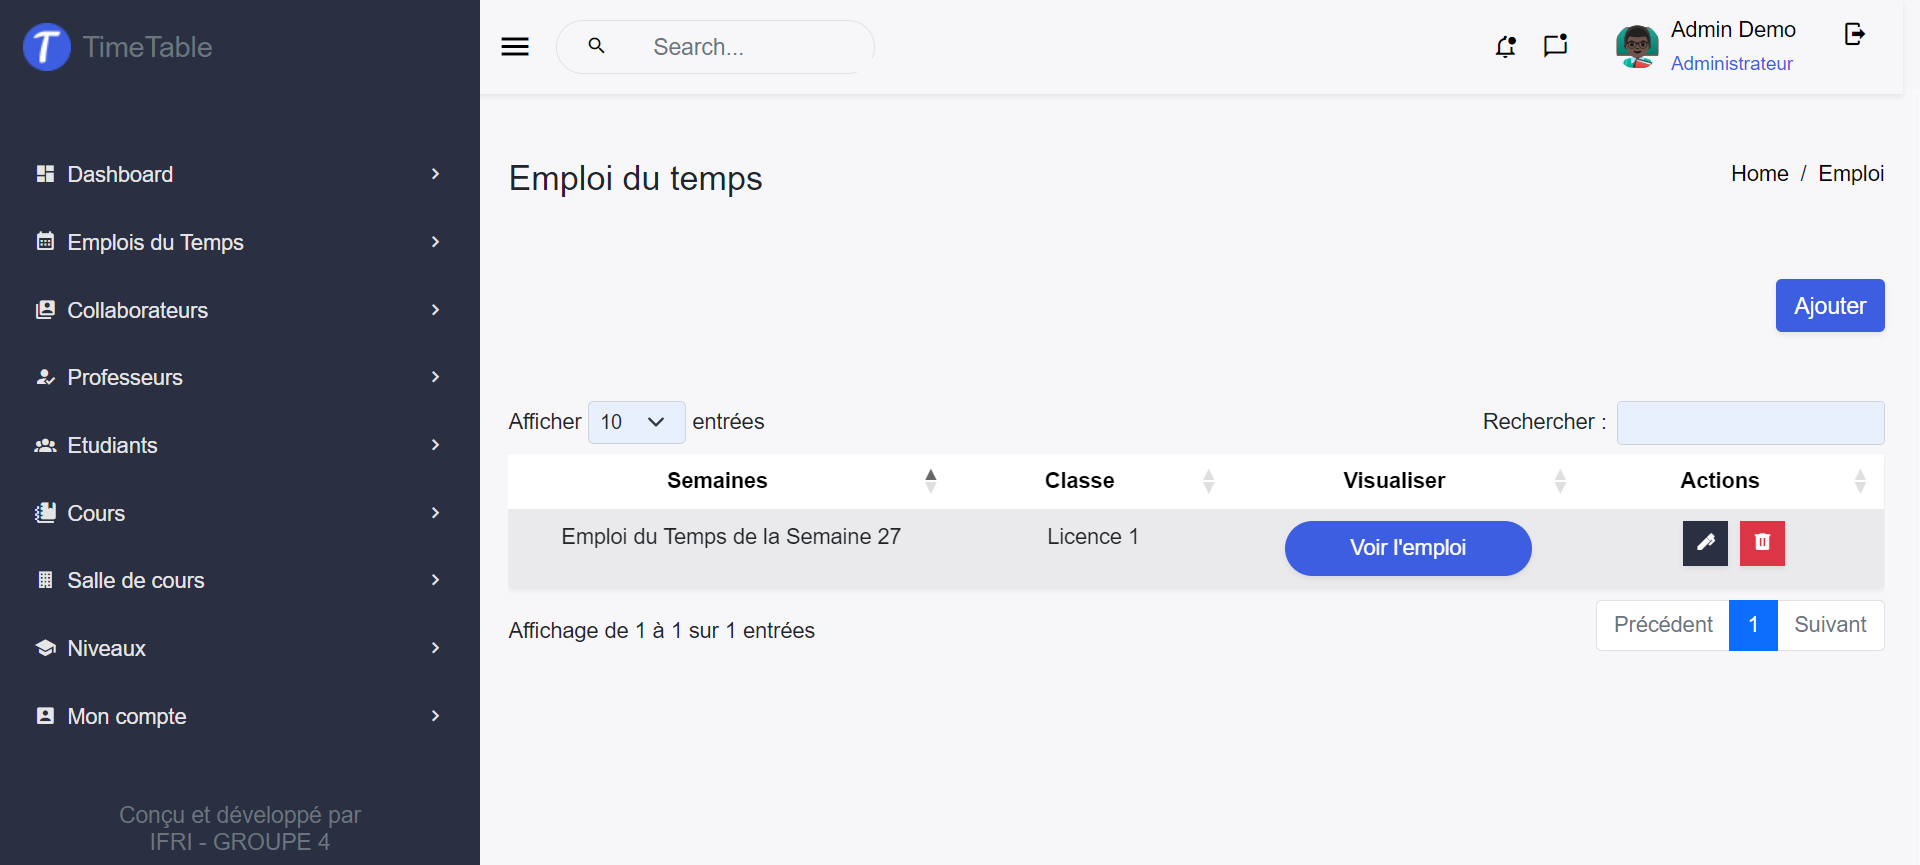 TimeTable
Search...
Admin Demo
Administrateur
Dashboard
Emplois du Temps
Collaborateurs
Professeurs
Etudiants
Cours
Salle de cours
Niveaux
Mon compte
Conçu et développé par
IFRI - GROUPE 4
Emploi du temps
Home / Emploi
Ajouter
Afficher 10 entrées
Rechercher :
Semaines Classe Visualiser Actions
Emploi du Temps de la Semaine 27 Licence 1 Voir l'emploi
Affichage de 1 à 1 sur 1 entrées
Précédent 1 Suivant